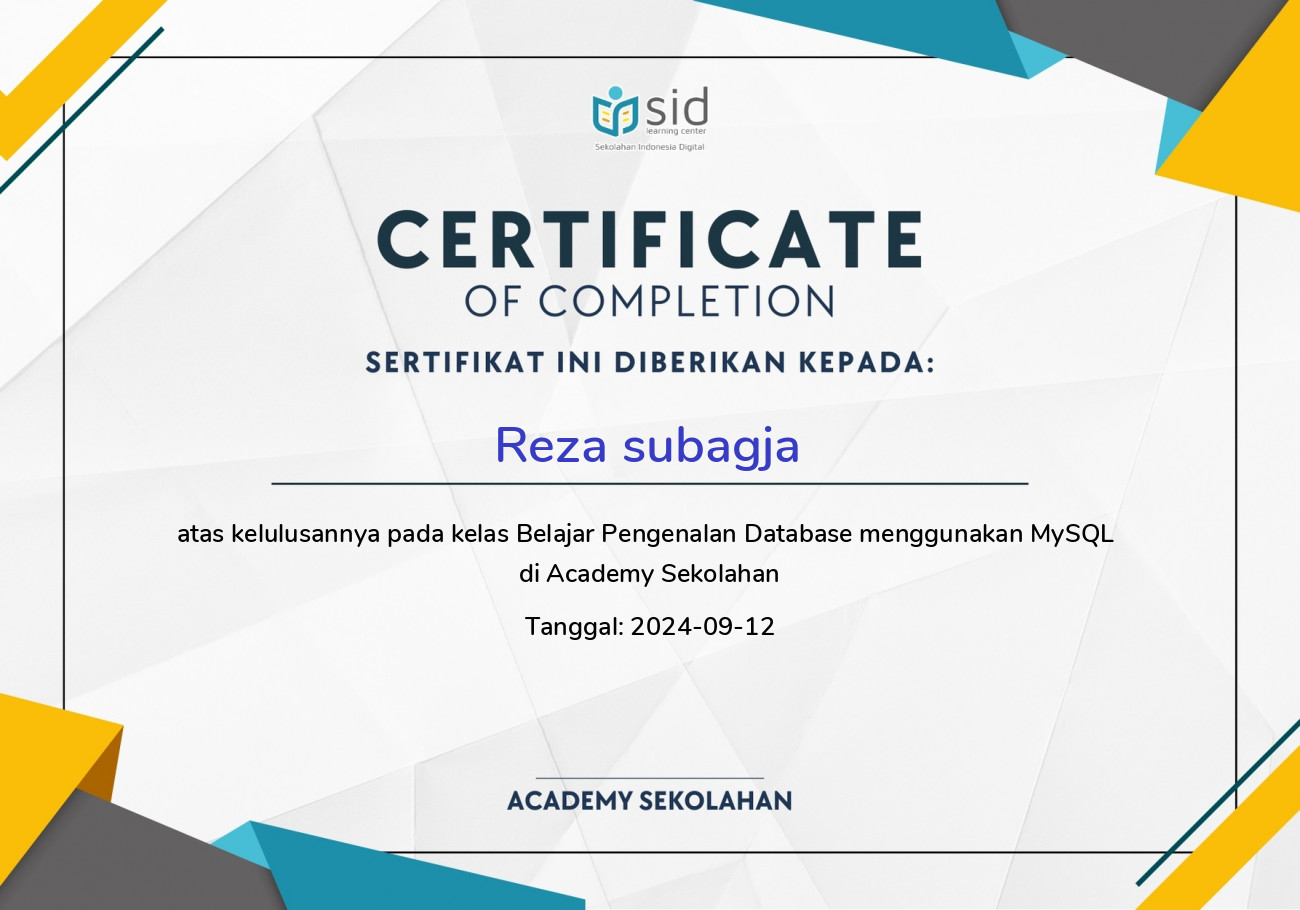 sid
learning center
Sekolahan Indonesia Digital
CERTIFICATE
OF COMPLETION
SERTIFIKAT INI DIBERIKAN KEPADA:
Reza subagja
atas kelulusannya pada kelas Belajar Pengenalan Database menggunakan MySQL
di Academy Sekolahan
Tanggal: 2024-09-12
ACADEMY SEKOLAHAN